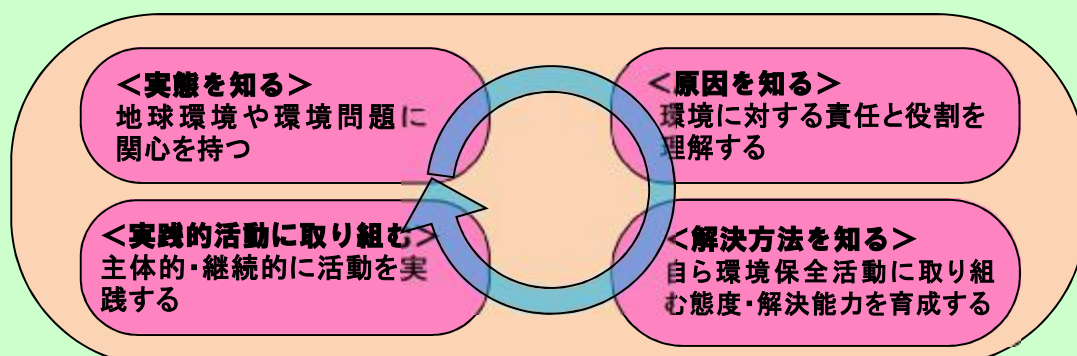 ＜実態を知る＞
地球環境や環境問題に
関心を持つ
＜原因を知る＞
環境に対する責任と役割を
理解する
＜実践的活動に取り組む＞
主体的・継続的に活動を実
践する
＜解決方法を知る＞
自ら環境保全活動に取り組
む態度・解決能力を育成する